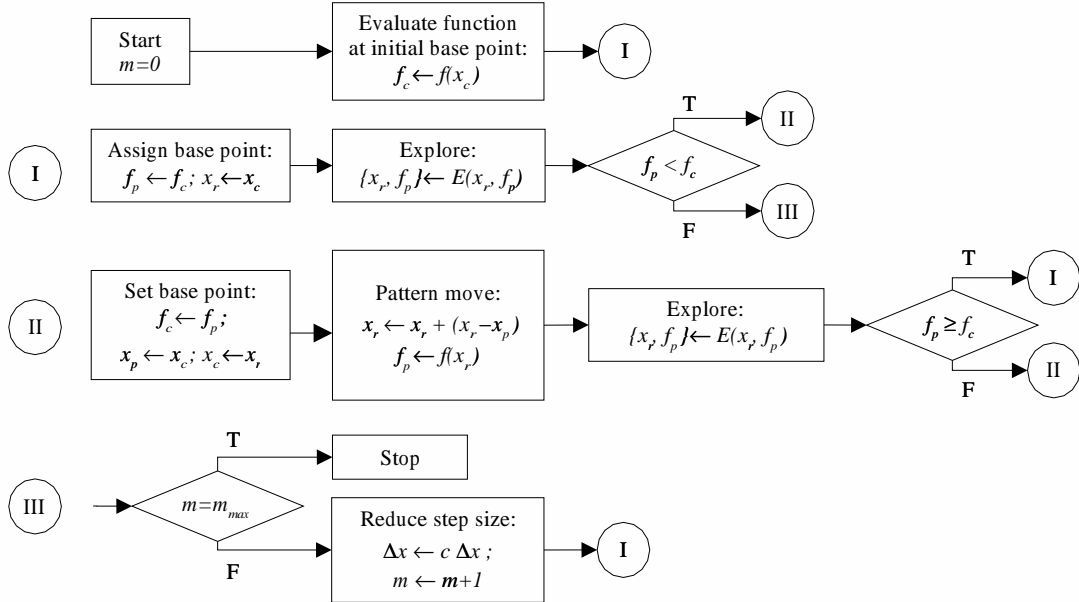 Start
m=0
Evaluate function
at initial base point:
f_c ← f(x_c)
I
I
Assign base point:
f_p ← f_c; x_r ← x_c
Explore:
{x_r, f_p} ← E(x_r, f_p)
f_p < f_c
T
II
F
III
II
Set base point:
f_c ← f_p;
x_p ← x_c; x_c ← x_r
Pattern move:
x_r ← x_r + (x_r – x_p)
f_p ← f(x_r)
Explore:
{x_r, f_p} ← E(x_r, f_p)
f_p ≥ f_c
T
I
F
II
III
m=m_max
T
Stop
F
Reduce step size:
Δx ← c Δx ;
m ← m+1
I